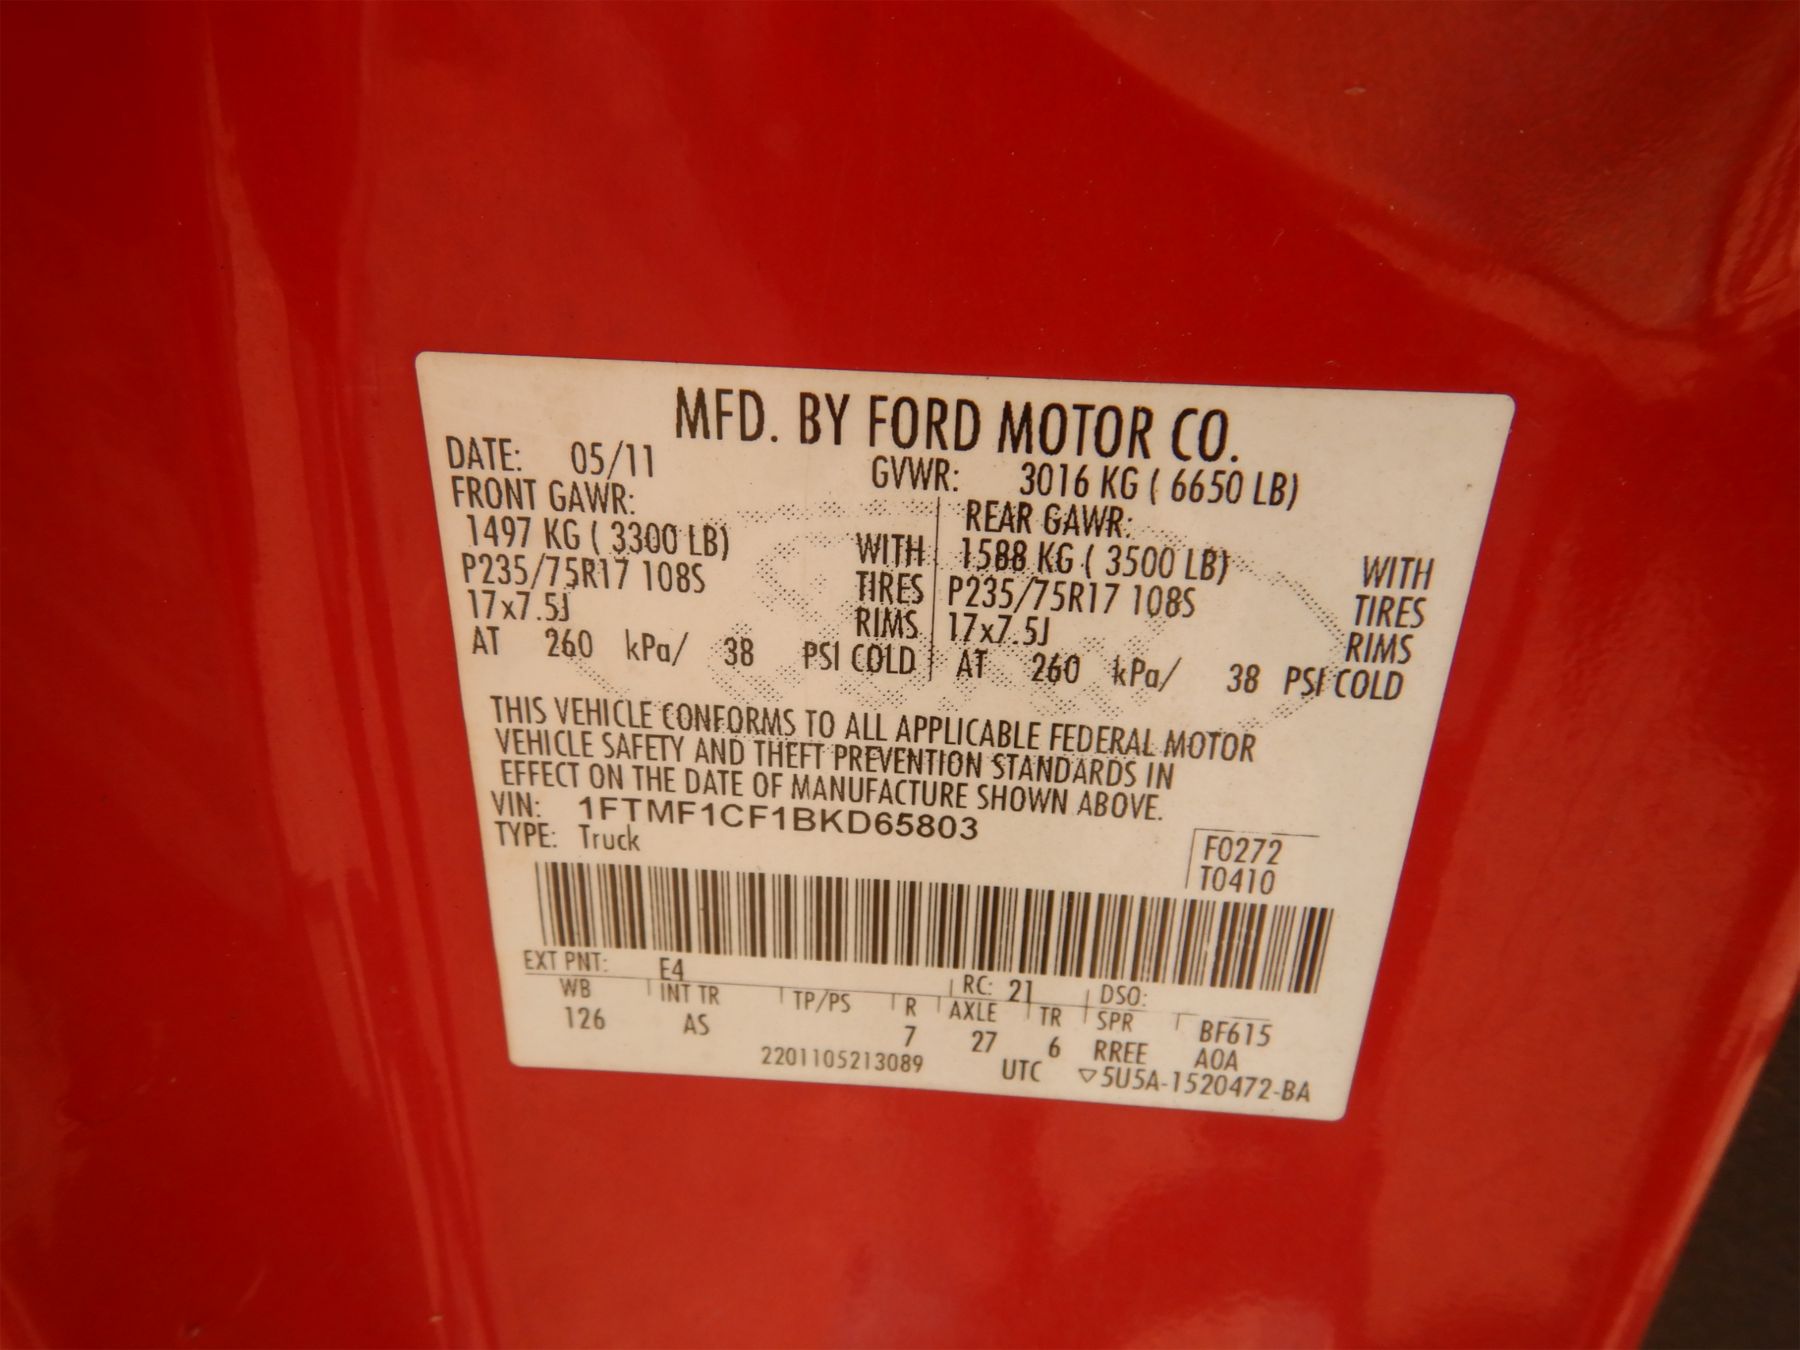 MFD. BY FORD MOTOR CO.
DATE: 05/11 GVWR: 3016 KG ( 6650 LB)
FRONT GAWR: REAR GAWR:
1497 KG ( 3300 LB) WITH 1588 KG ( 3500 LB) WITH
P235/75R17 108S TIRES P235/75R17 108S TIRES
17x7.5J RIMS 17x7.5J RIMS
AT 260 kPa/ 38 PSI COLD AT 260 kPa/ 38 PSI COLD
THIS VEHICLE CONFORMS TO ALL APPLICABLE FEDERAL MOTOR
VEHICLE SAFETY AND THEFT PREVENTION STANDARDS IN
EFFECT ON THE DATE OF MANUFACTURE SHOWN ABOVE.
VIN: 1FTMF1CF1BKD65803
TYPE: Truck
F0272
T0410
EXT PNT: E4 RC: 21 DSO:
WB INT TR TP/PS R AXLE TR SPR BF615
126 AS 7 27 6 RREE A0A
2201105213089 UTC ▽5U5A-1520472-BA